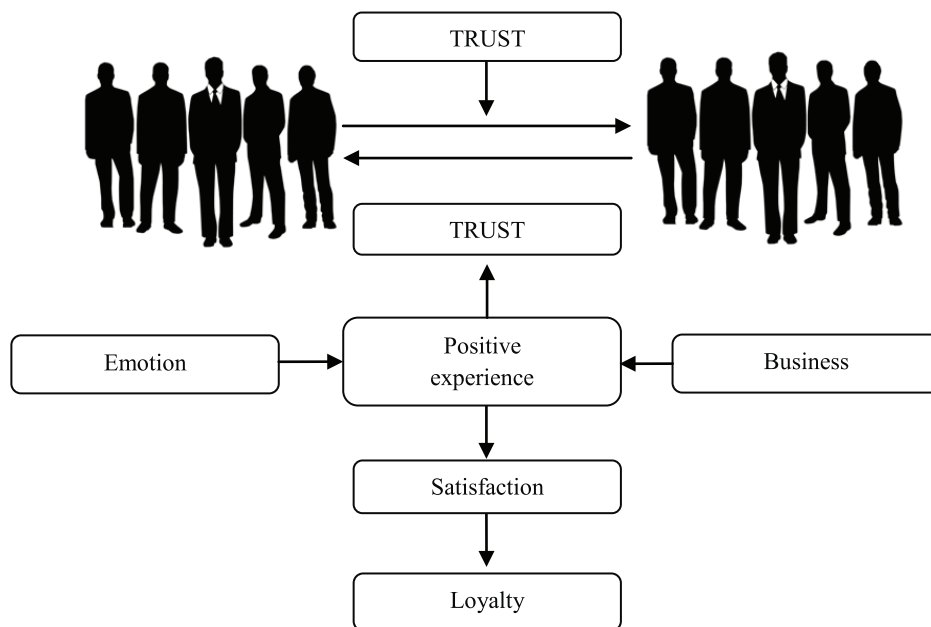 TRUST
TRUST
Emotion
Positive
experience
Business
Satisfaction
Loyalty